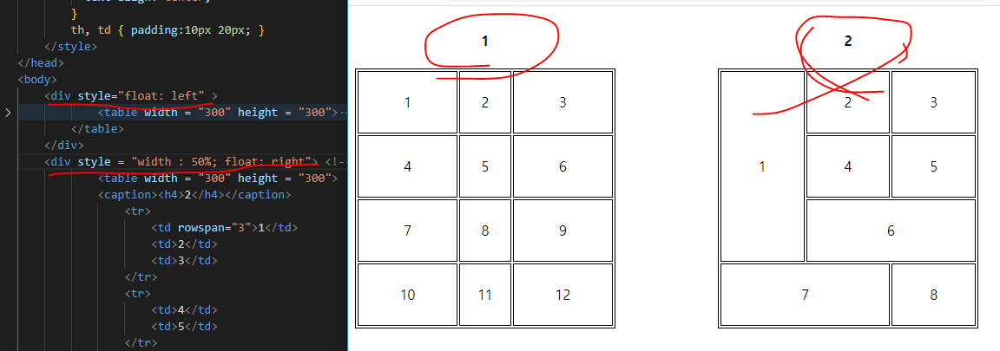 }
th, td { padding:10px 20px; }
</style>
</head>
<body>
<div style="float: left" >
<table width = "300" height = "300">
</table>
</div>
<div style = "width : 50%; float: right"> <!--
<table width = "300" height = "300">
<caption><h4>2</h4></caption>
<tr>
<td rowspan="3">1</td>
<td>2</td>
<td>3</td>
</tr>
<tr>
<td>4</td>
<td>5</td>
</tr>
1
1 2 3
4 5 6
7 8 9
10 11 12
2
1 2 3
4 5
6
7 8